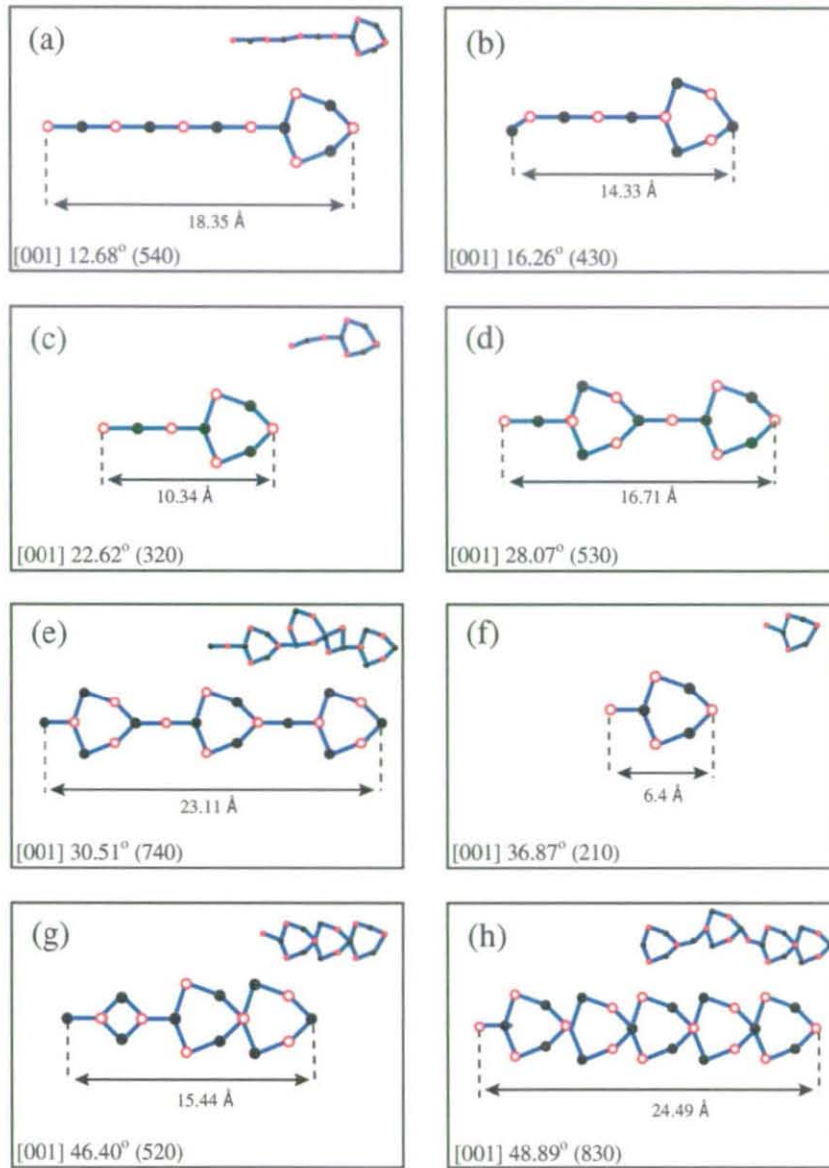 (a)
18.35 Å
[001] 12.68° (540)
(b)
14.33 Å
[001] 16.26° (430)
(c)
10.34 Å
[001] 22.62° (320)
(d)
16.71 Å
[001] 28.07° (530)
(e)
23.11 Å
[001] 30.51° (740)
(f)
6.4 Å
[001] 36.87° (210)
(g)
15.44 Å
[001] 46.40° (520)
(h)
24.49 Å
[001] 48.89° (830)